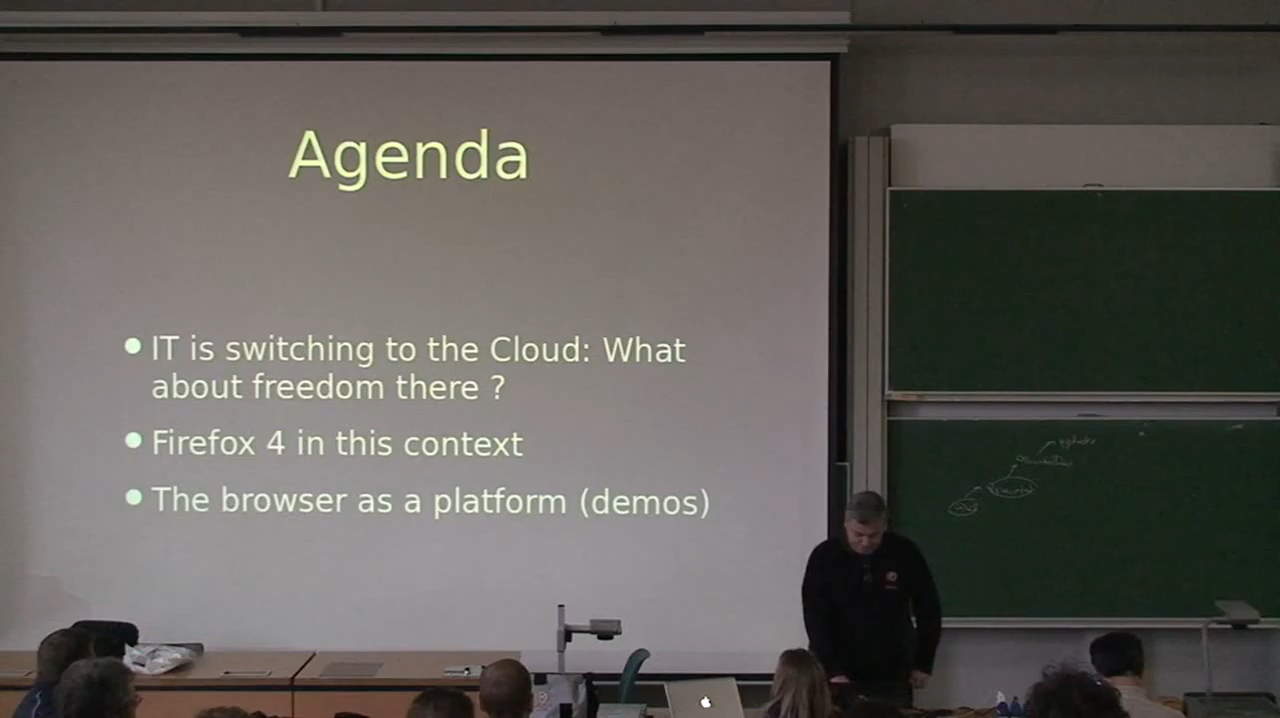 Agenda
● IT is switching to the Cloud: What
about freedom there ?
● Firefox 4 in this context
● The browser as a platform (demos)